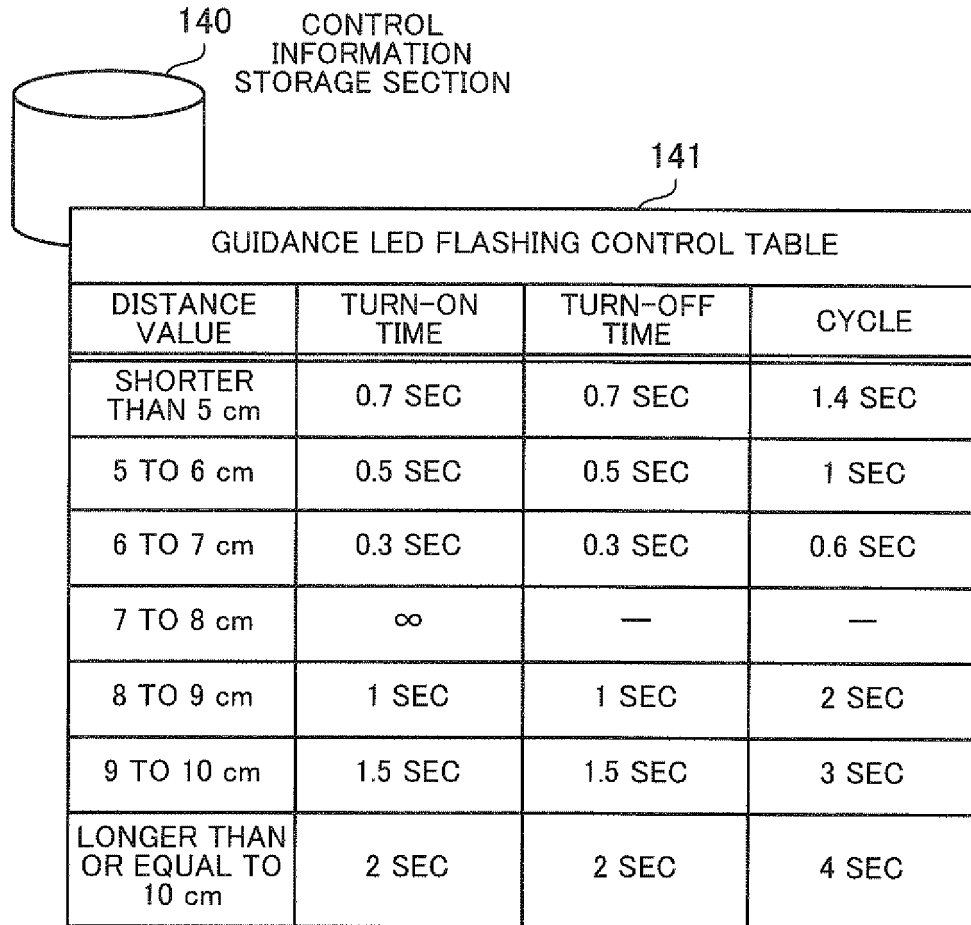 140
CONTROL
INFORMATION
STORAGE SECTION
141
GUIDANCE LED FLASHING CONTROL TABLE
DISTANCE VALUE TURN-ON TIME TURN-OFF TIME CYCLE
SHORTER THAN 5 cm 0.7 SEC 0.7 SEC 1.4 SEC
5 TO 6 cm 0.5 SEC 0.5 SEC 1 SEC
6 TO 7 cm 0.3 SEC 0.3 SEC 0.6 SEC
7 TO 8 cm ∞ — —
8 TO 9 cm 1 SEC 1 SEC 2 SEC
9 TO 10 cm 1.5 SEC 1.5 SEC 3 SEC
LONGER THAN OR EQUAL TO 10 cm 2 SEC 2 SEC 4 SEC